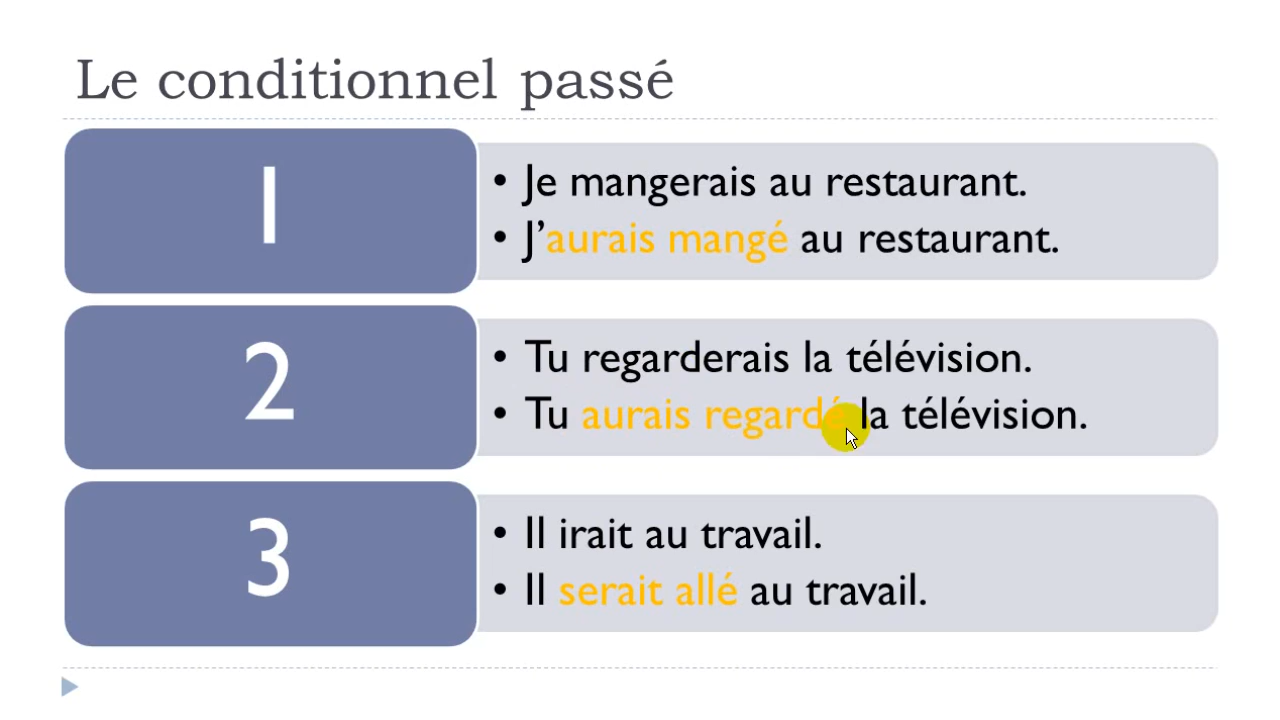 Le conditionnel passé
1
• Je mangerais au restaurant.
• J’aurais mangé au restaurant.
2
• Tu regarderais la télévision.
• Tu aurais regardé la télévision.
3
• Il irait au travail.
• Il serait allé au travail.